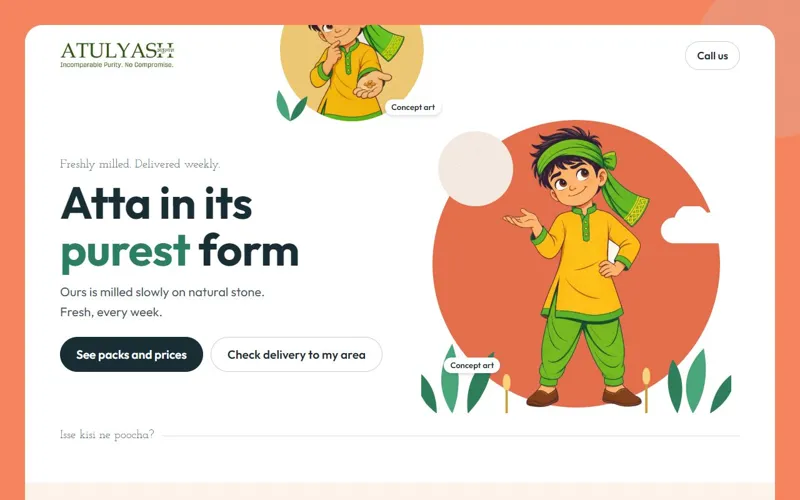 ATULYASH
Incomparable Purity. No Compromise.
Call us
Concept art
Freshly milled. Delivered weekly.
Atta in its
purest form
Ours is milled slowly on natural stone.
Fresh, every week.
See packs and prices
Check delivery to my area
Concept art
Isse kisi ne poocha?